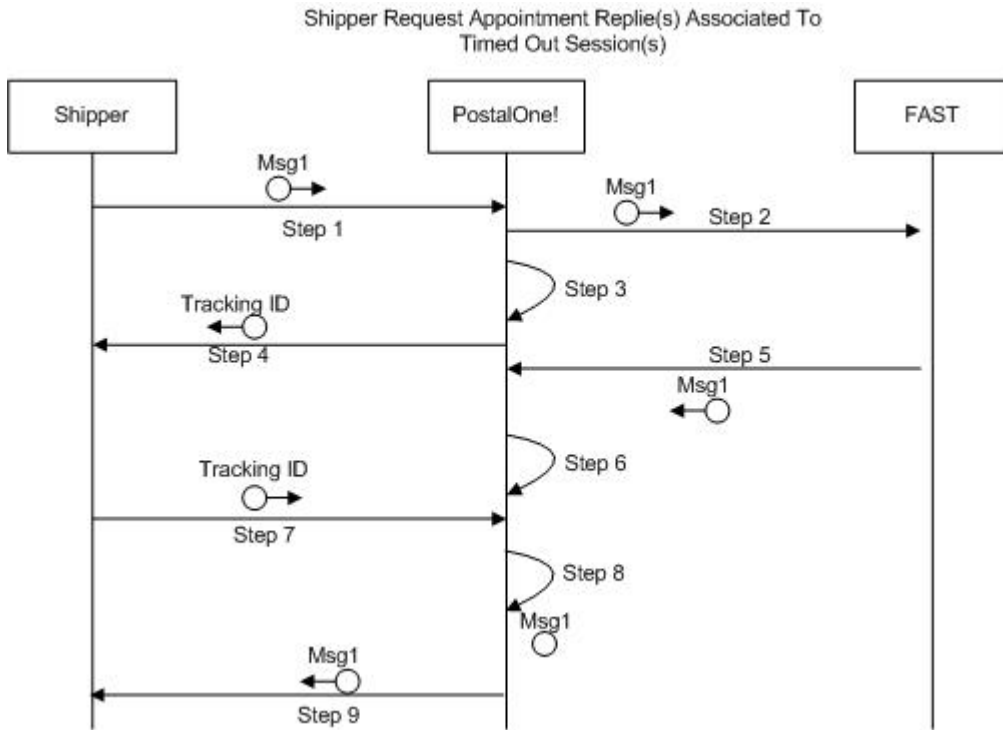 Shipper Request Appointment Replie(s) Associated To
Timed Out Session(s)
Shipper
PostalOne!
FAST
Msg1
Step 1
Msg1
Step 2
Step 3
Tracking ID
Step 4
Step 5
Msg1
Step 6
Tracking ID
Step 7
Step 8
Msg1
Msg1
Step 9